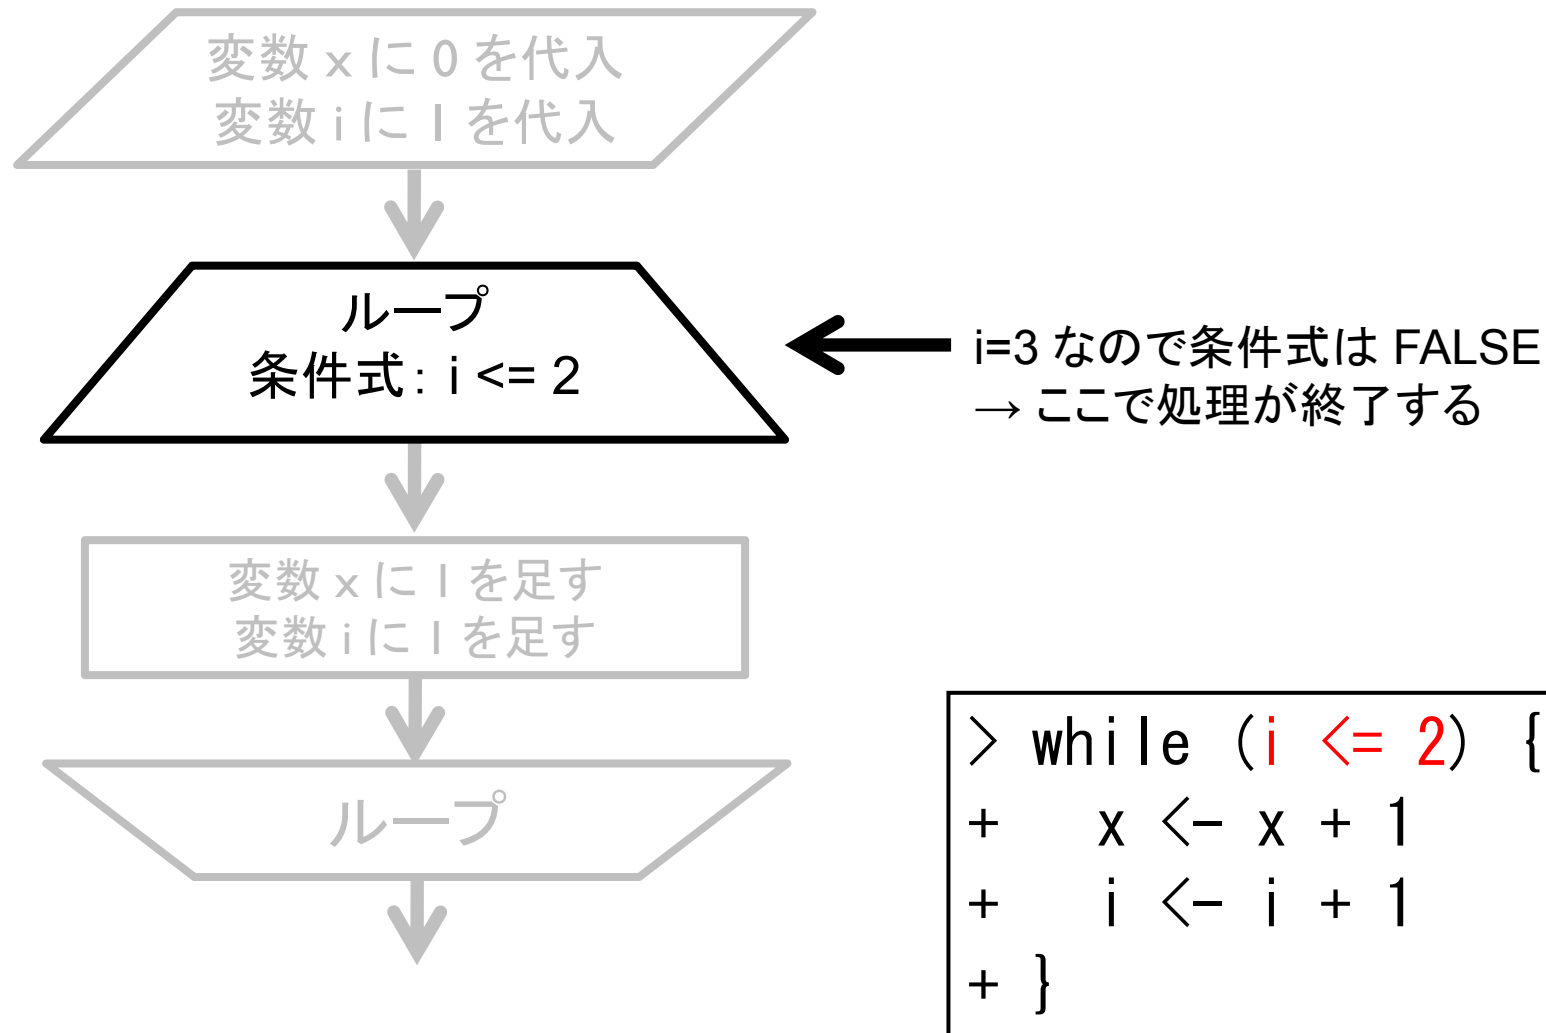 変数 x に 0 を代入
変数 i に 1 を代入
ループ
条件式: i <= 2
i=3 なので条件式は FALSE
→ ここで処理が終了する
変数 x に 1 を足す
変数 i に 1 を足す
ループ
> while (i <= 2) {
+   x <- x + 1
+   i <- i + 1
+ }